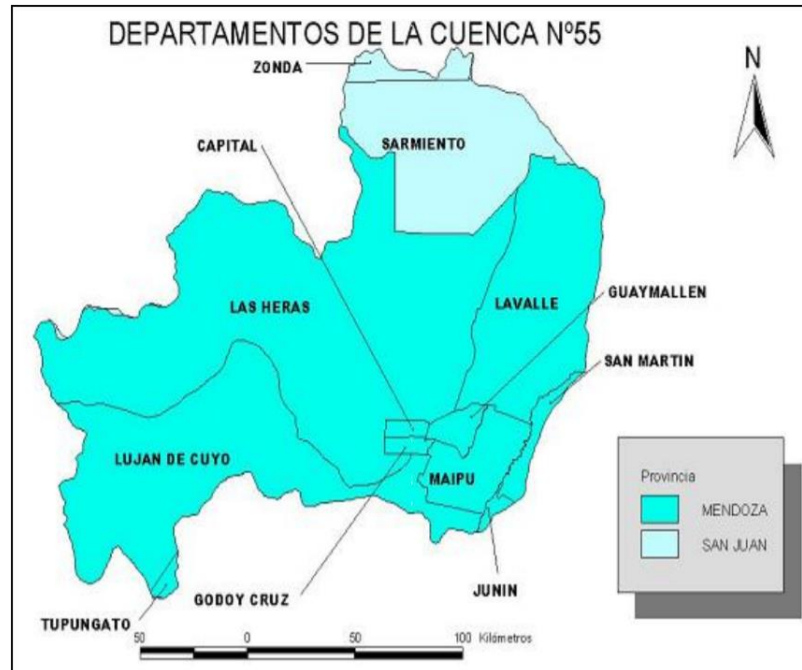 DEPARTAMENTOS DE LA CUENCA Nº55
ZONDA
N
CAPITAL
SARMIENTO
GUAYMALLEN
LAS HERAS
LAVALLE
SAN MARTIN
LUJAN DE CUYO
MAIPU
Provincia
MENDOZA
SAN JUAN
GODOY CRUZ
JUNIN
TUPUNGATO
50 0 50 100 Kilómetros